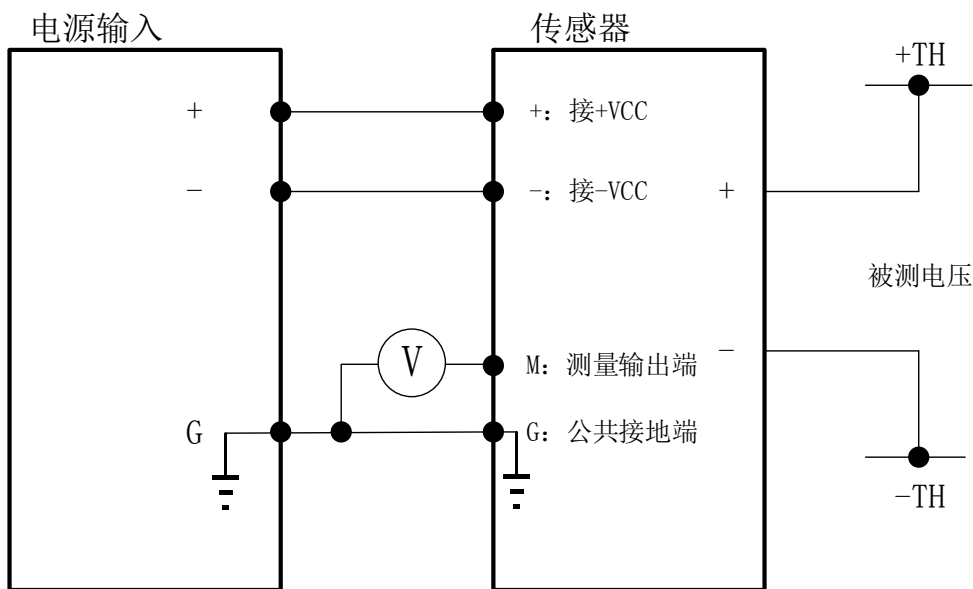 电源输入
传感器
+TH
+
+: 接+VCC
−
−: 接−VCC
+
被测电压
V
M: 测量输出端
−
G
G: 公共接地端
−TH